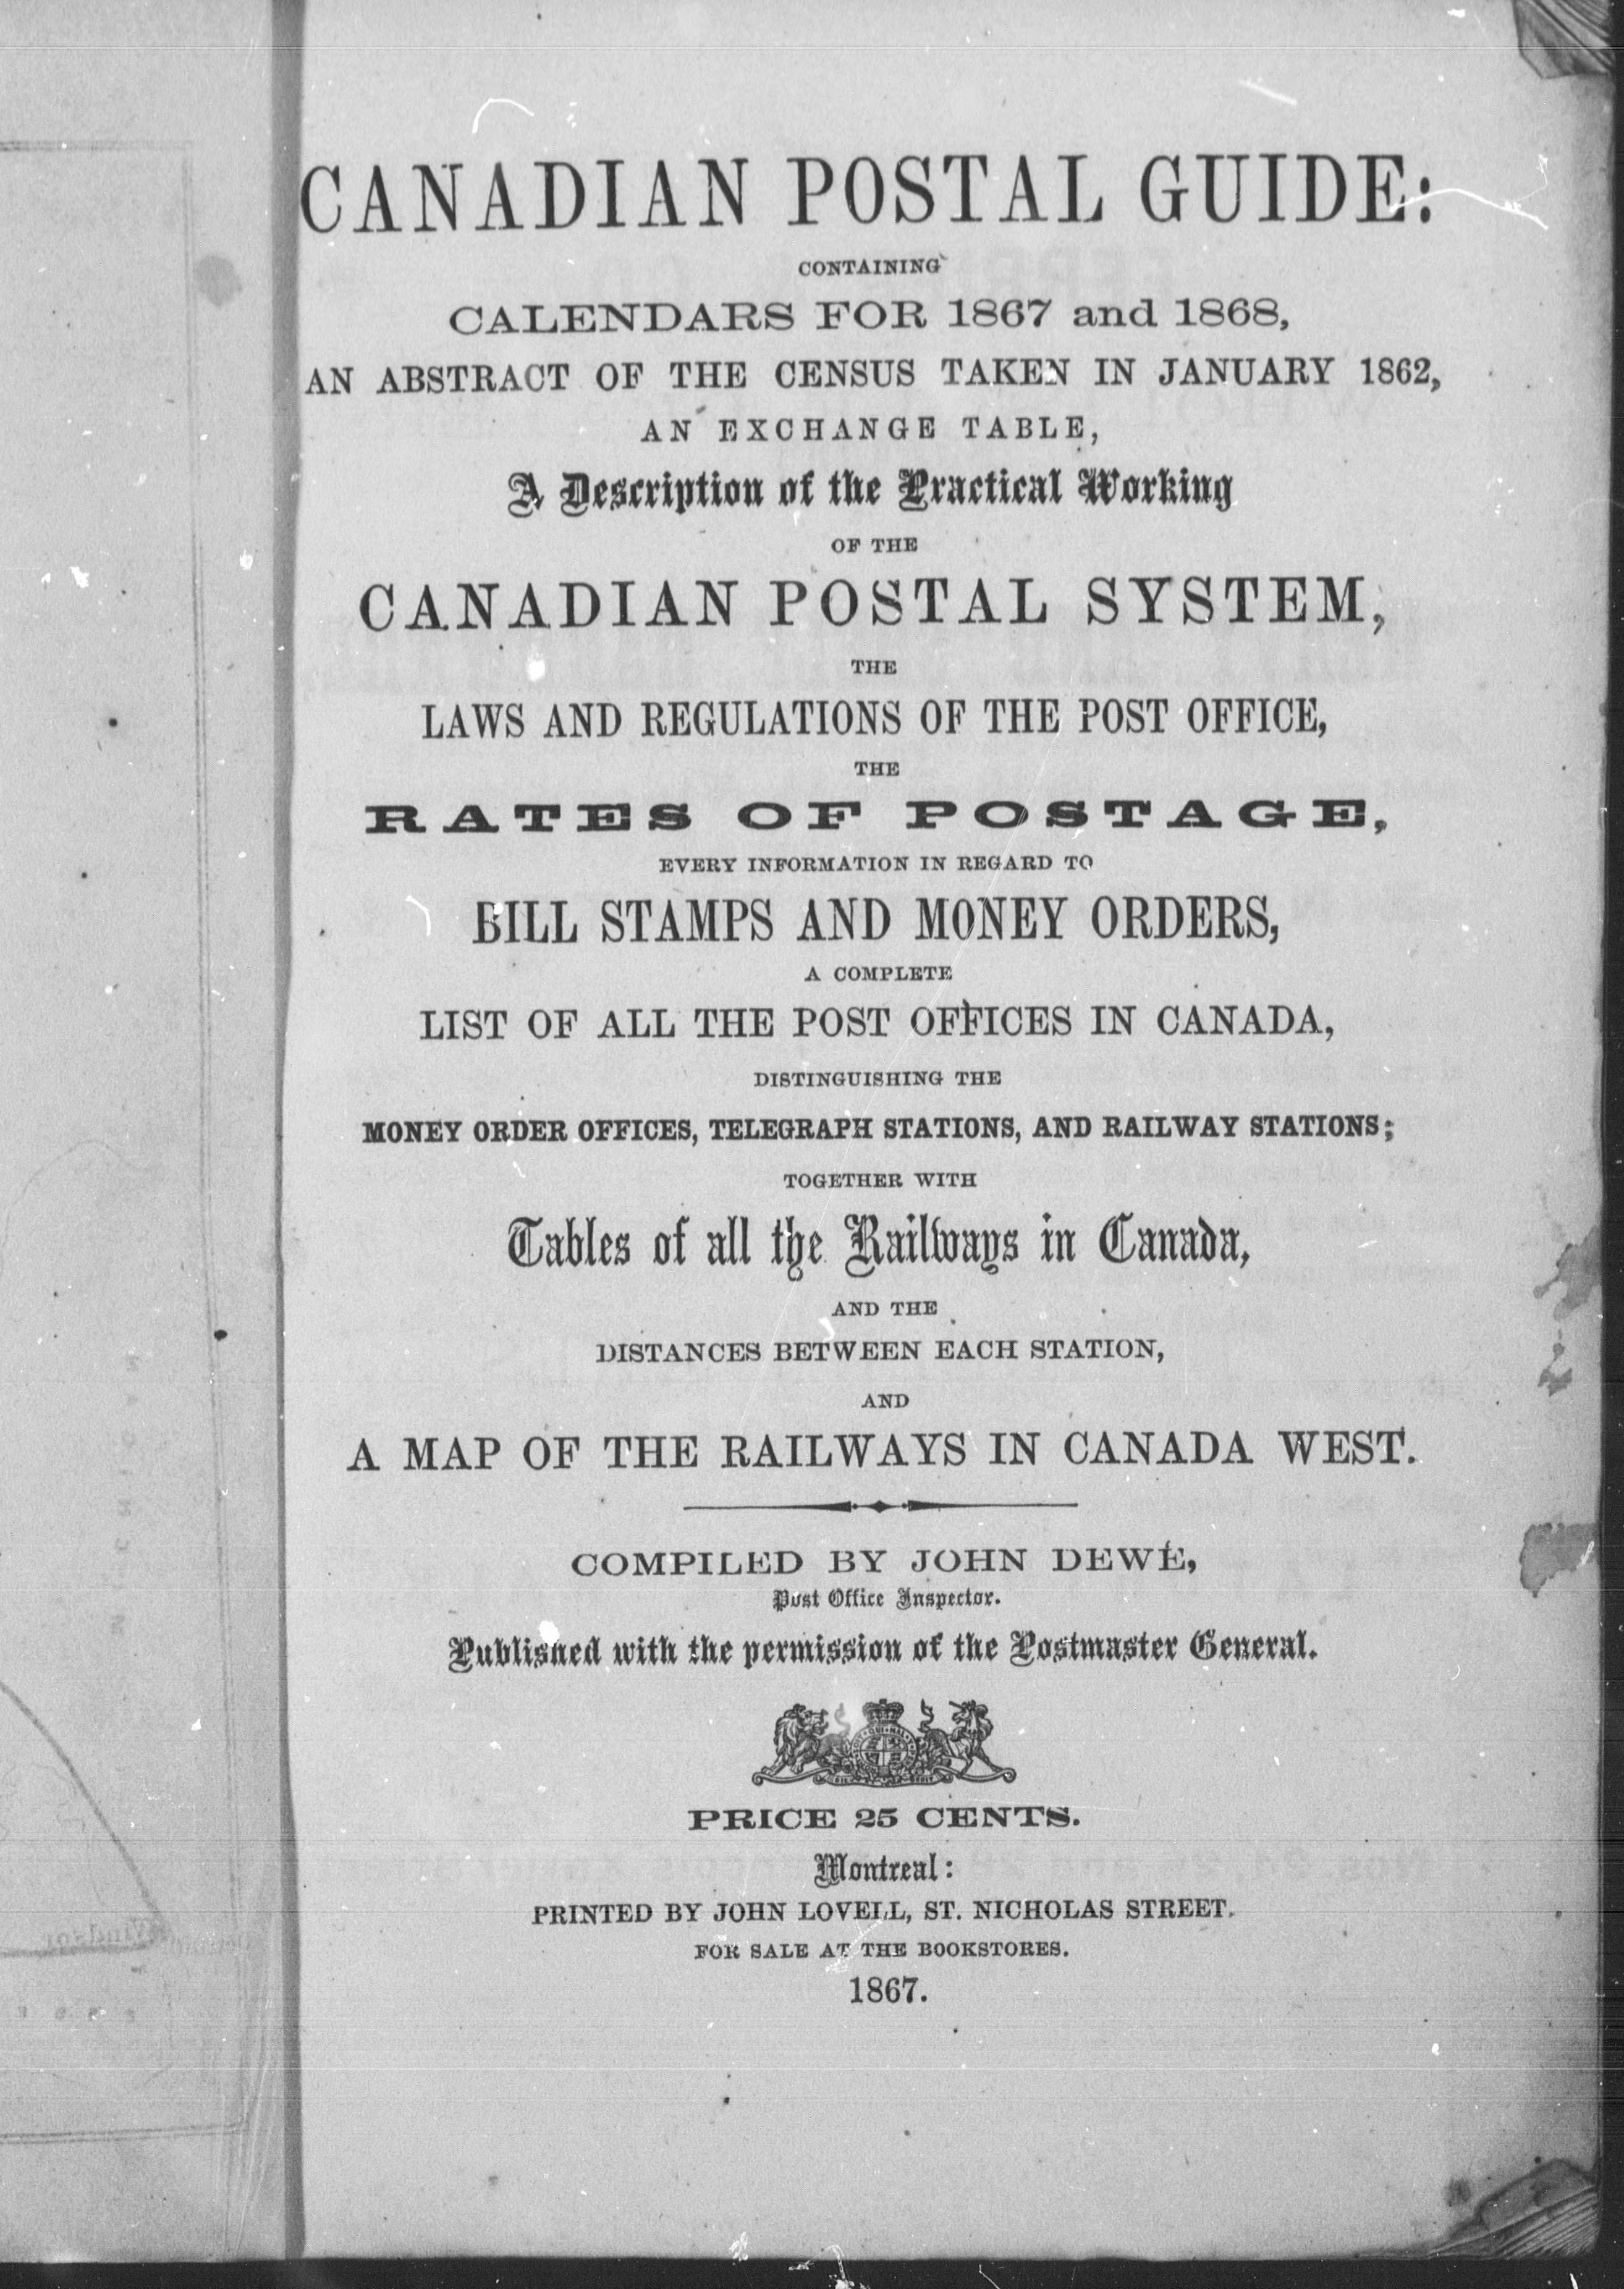 CANADIAN POSTAL GUIDE:
CONTAINING
CALENDARS FOR 1867 and 1868,
AN ABSTRACT OF THE CENSUS TAKEN IN JANUARY 1862,
AN EXCHANGE TABLE,
A Description of the Practical Working
OF THE
CANADIAN POSTAL SYSTEM,
THE
LAWS AND REGULATIONS OF THE POST OFFICE,
THE
RATES OF POSTAGE,
EVERY INFORMATION IN REGARD TO
BILL STAMPS AND MONEY ORDERS,
A COMPLETE
LIST OF ALL THE POST OFFICES IN CANADA,
DISTINGUISHING THE
MONEY ORDER OFFICES, TELEGRAPH STATIONS, AND RAILWAY STATIONS;
TOGETHER WITH
Tables of all the Railways in Canada,
AND THE
DISTANCES BETWEEN EACH STATION,
AND
A MAP OF THE RAILWAYS IN CANADA WEST.
COMPILED BY JOHN DEWÉ,
Post Office Inspector.
Published with the permission of the Postmaster General.
PRICE 25 CENTS.
Montreal:
PRINTED BY JOHN LOVELL, ST. NICHOLAS STREET.
FOR SALE AT THE BOOKSTORES.
1867.